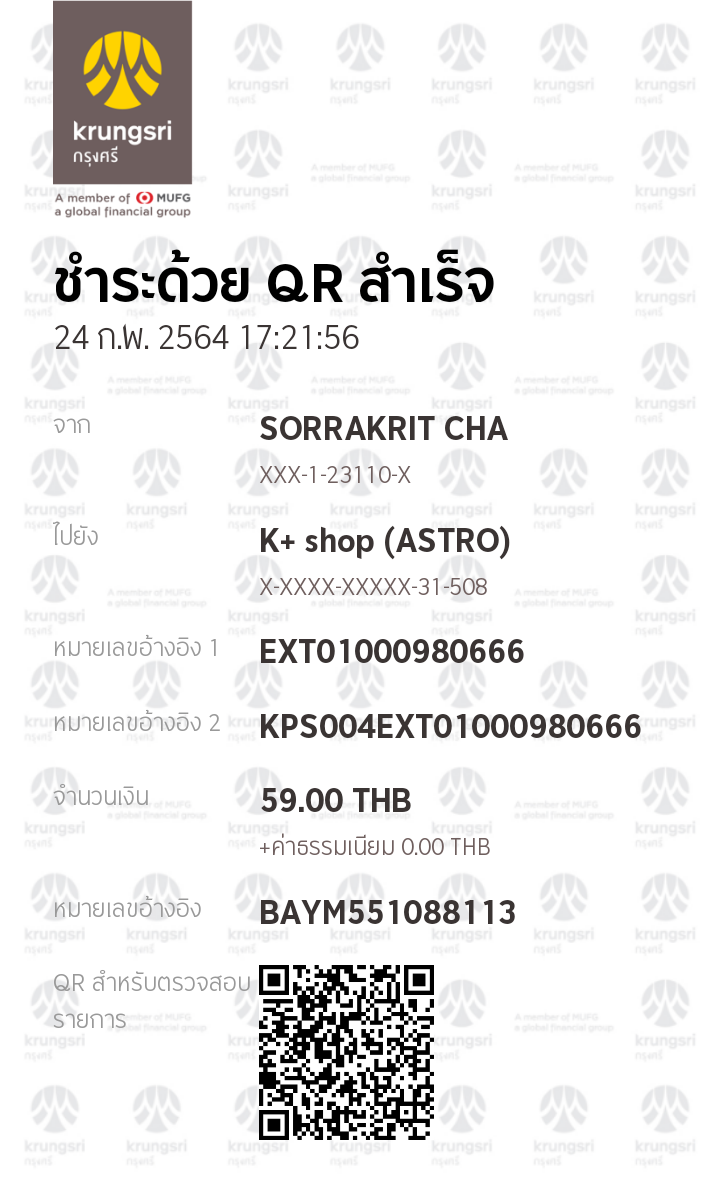 krungsri
กรุงศรี
A member of MUFG
a global financial group
ชำระด้วย QR สำเร็จ
24 ก.พ. 2564 17:21:56
จาก
SORRAKRIT CHA
XXX-1-23110-X
ไปยัง
K+ shop (ASTRO)
X-XXXX-XXXXX-31-508
หมายเลขอ้างอิง 1
EXT01000980666
หมายเลขอ้างอิง 2
KPS004EXT01000980666
จำนวนเงิน
59.00 THB
+ค่าธรรมเนียม 0.00 THB
หมายเลขอ้างอิง
BAYM551088113
QR สำหรับตรวจสอบ
รายการ